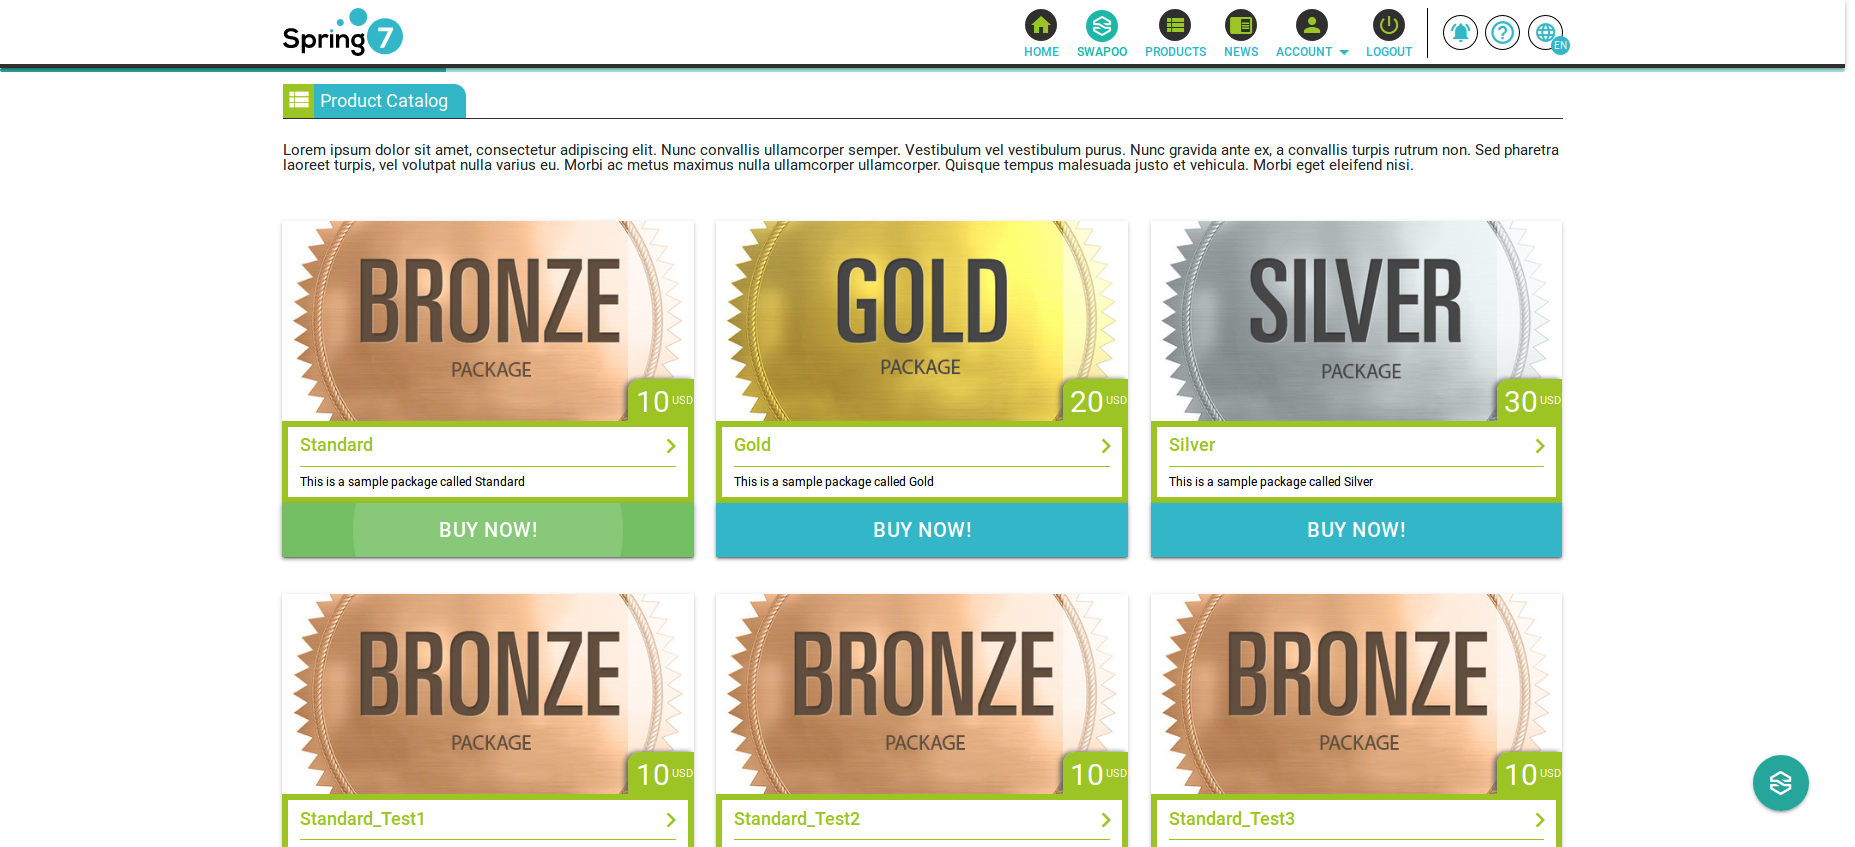 Spring 7
HOME SWAPOO PRODUCTS NEWS ACCOUNT LOGOUT EN
Product Catalog
Lorem ipsum dolor sit amet, consectetur adipiscing elit. Nunc convallis ullamcorper semper. Vestibulum vel vestibulum purus. Nunc gravida ante ex, a convallis turpis rutrum non. Sed pharetra
laoreet turpis, vel volutpat nulla varius eu. Morbi ac metus maximus nulla ullamcorper ullamcorper. Quisque tempus malesuada justo et vehicula. Morbi eget eleifend nisi.
BRONZE
PACKAGE
10 USD
Standard
This is a sample package called Standard
BUY NOW!
GOLD
PACKAGE
20 USD
Gold
This is a sample package called Gold
BUY NOW!
SILVER
PACKAGE
30 USD
Silver
This is a sample package called Silver
BUY NOW!
BRONZE
PACKAGE
10 USD
Standard_Test1
BRONZE
PACKAGE
10 USD
Standard_Test2
BRONZE
PACKAGE
10 USD
Standard_Test3